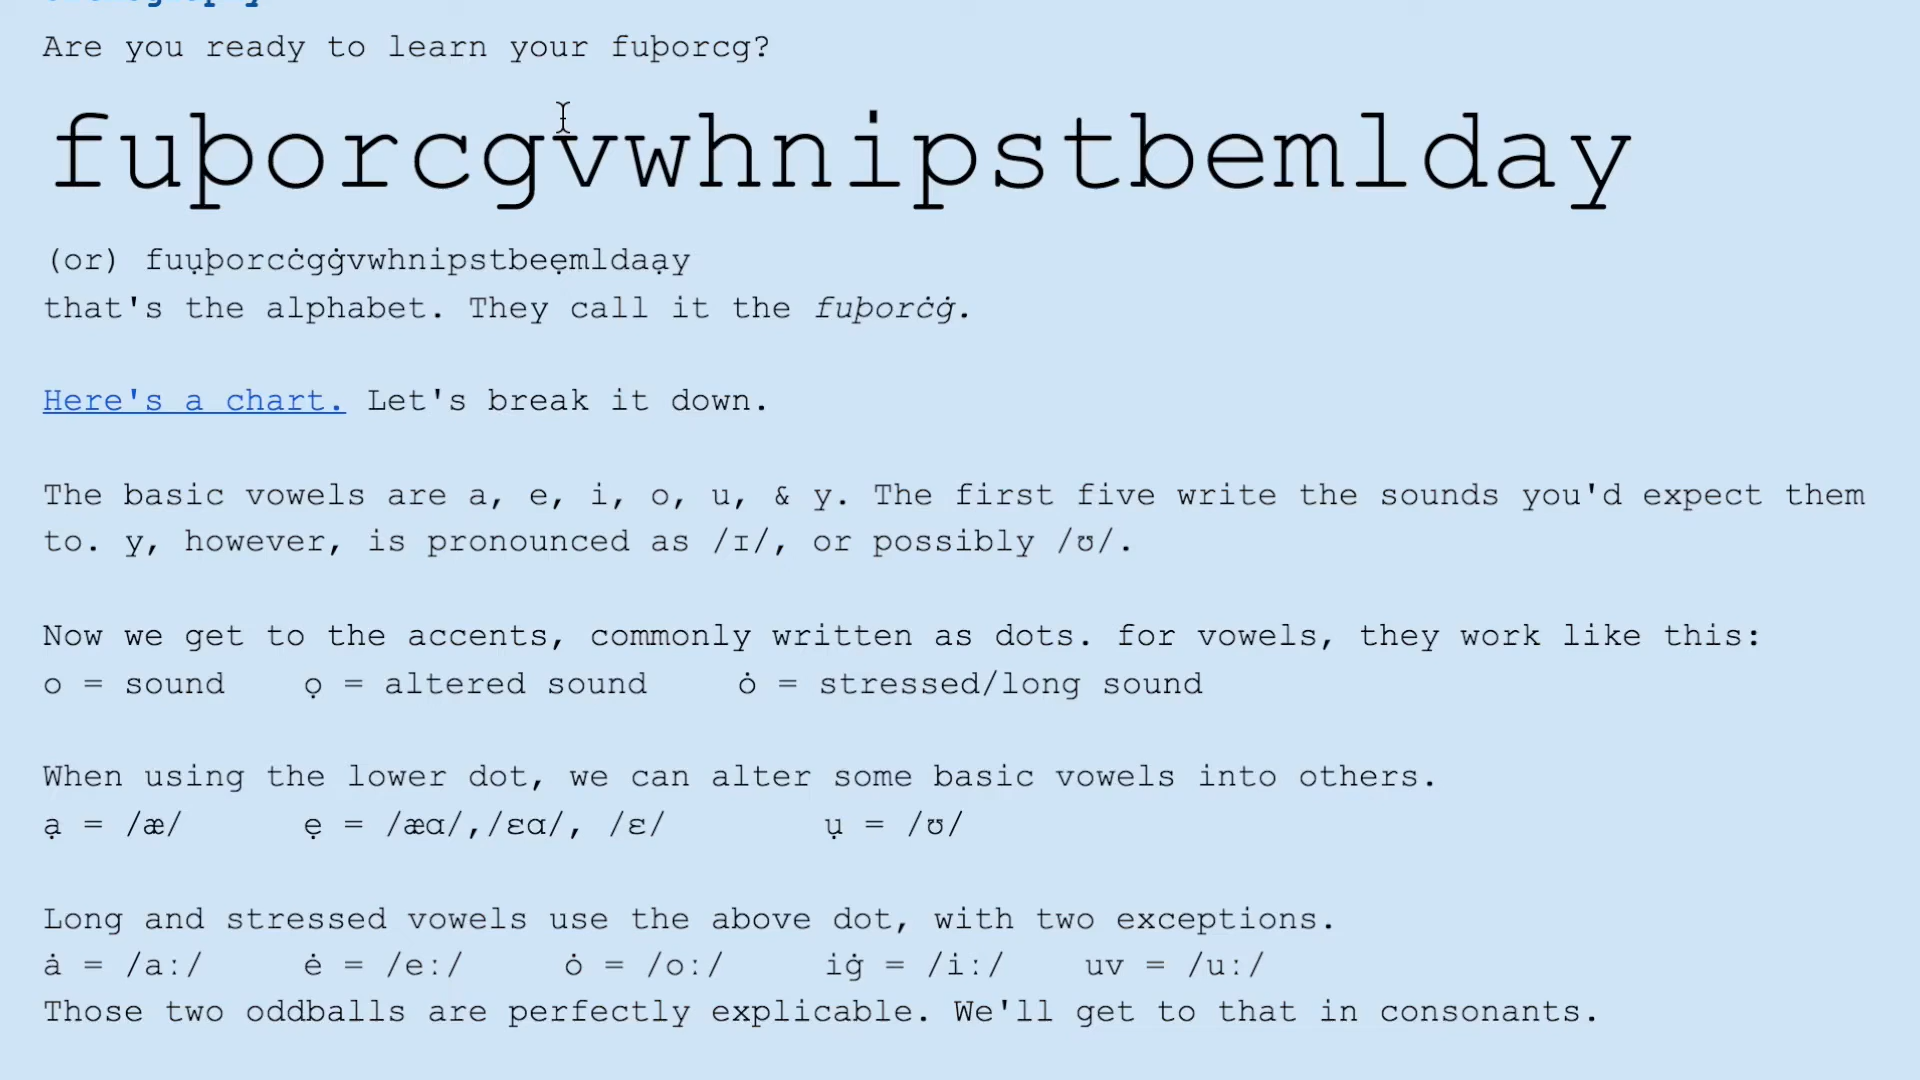 Are you ready to learn your fuþorcg?
fuþorcgvwhnipstbemlday
(or) fuụþorcċgġvwhnipstbeẹmldaạy
that's the alphabet. They call it the fuþorċġ.
Here's a chart. Let's break it down.
The basic vowels are a, e, i, o, u, & y. The first five write the sounds you'd expect them
to. y, however, is pronounced as /ɪ/, or possibly /ʊ/.
Now we get to the accents, commonly written as dots. for vowels, they work like this:
o = sound ọ = altered sound ȯ = stressed/long sound
When using the lower dot, we can alter some basic vowels into others.
ạ = /æ/ ẹ = /æɑ/,/ɛɑ/, /ɛ/ ụ = /ʊ/
Long and stressed vowels use the above dot, with two exceptions.
ȧ = /a:/ ė = /e:/ ȯ = /o:/ iġ = /i:/ uv = /u:/
Those two oddballs are perfectly explicable. We'll get to that in consonants.